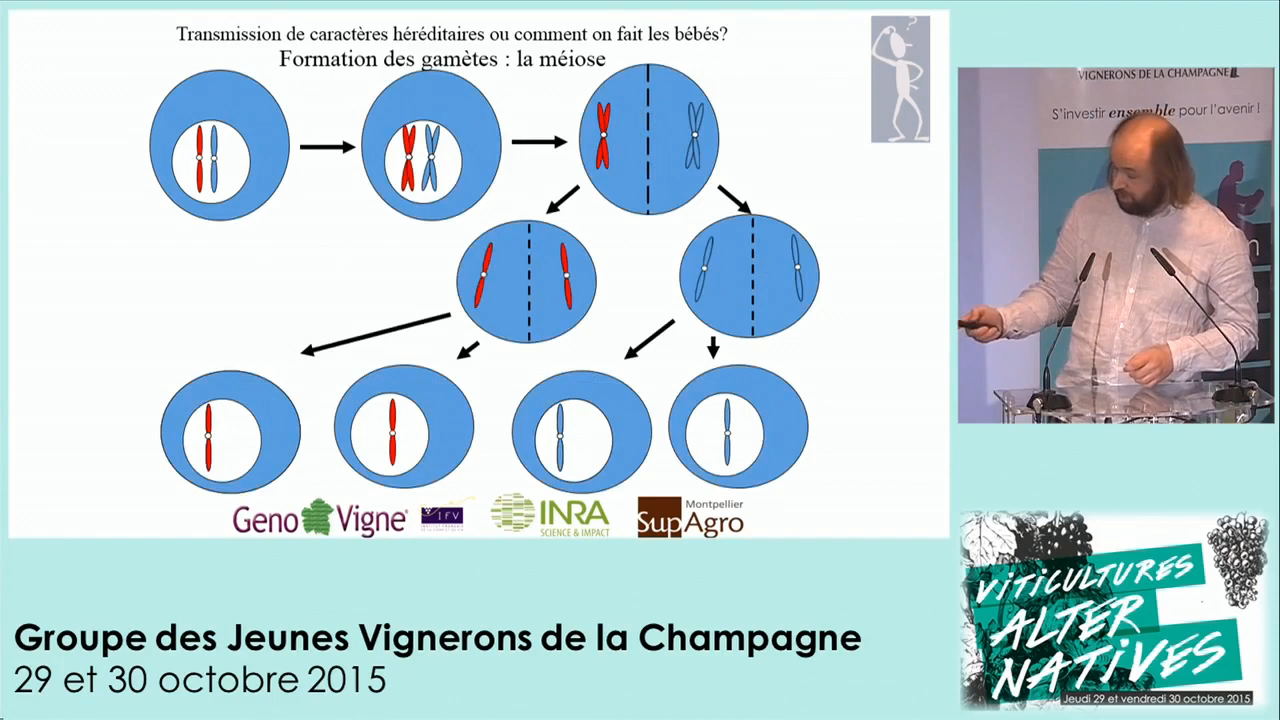 Transmission de caractères héréditaires ou comment on fait les bébés?
Formation des gamètes : la méiose
?
VIGNERONS DE LA CHAMPAGNE
S'investir ensemble pour l'avenir !
Geno Vigne
IFV
INRA
SCIENCE & IMPACT
Montpellier
SupAgro
Groupe des Jeunes Vignerons de la Champagne
29 et 30 octobre 2015
VITICULTURES
ALTER
NATIVES
Jeudi 29 et vendredi 30 octobre 2015